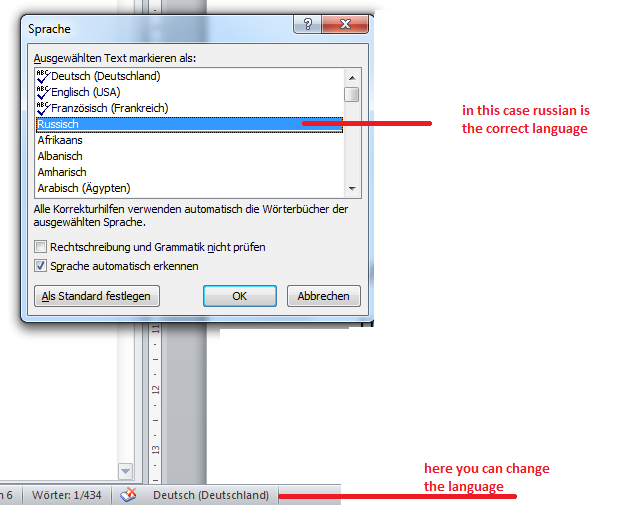 Sprache
Ausgewählten Text markieren als:
Deutsch (Deutschland)
Englisch (USA)
Französisch (Frankreich)
Russisch
Afrikaans
Albanisch
Amharisch
Arabisch (Ägypten)
Alle Korrekturhilfen verwenden automatisch die Wörterbücher der
ausgewählten Sprache.
Rechtschreibung und Grammatik nicht prüfen
Sprache automatisch erkennen
Als Standard festlegen
OK
Abbrechen
in this case russian is
the correct language
11
12
13
here you can change
the language
n 6
Wörter: 1/434
Deutsch (Deutschland)